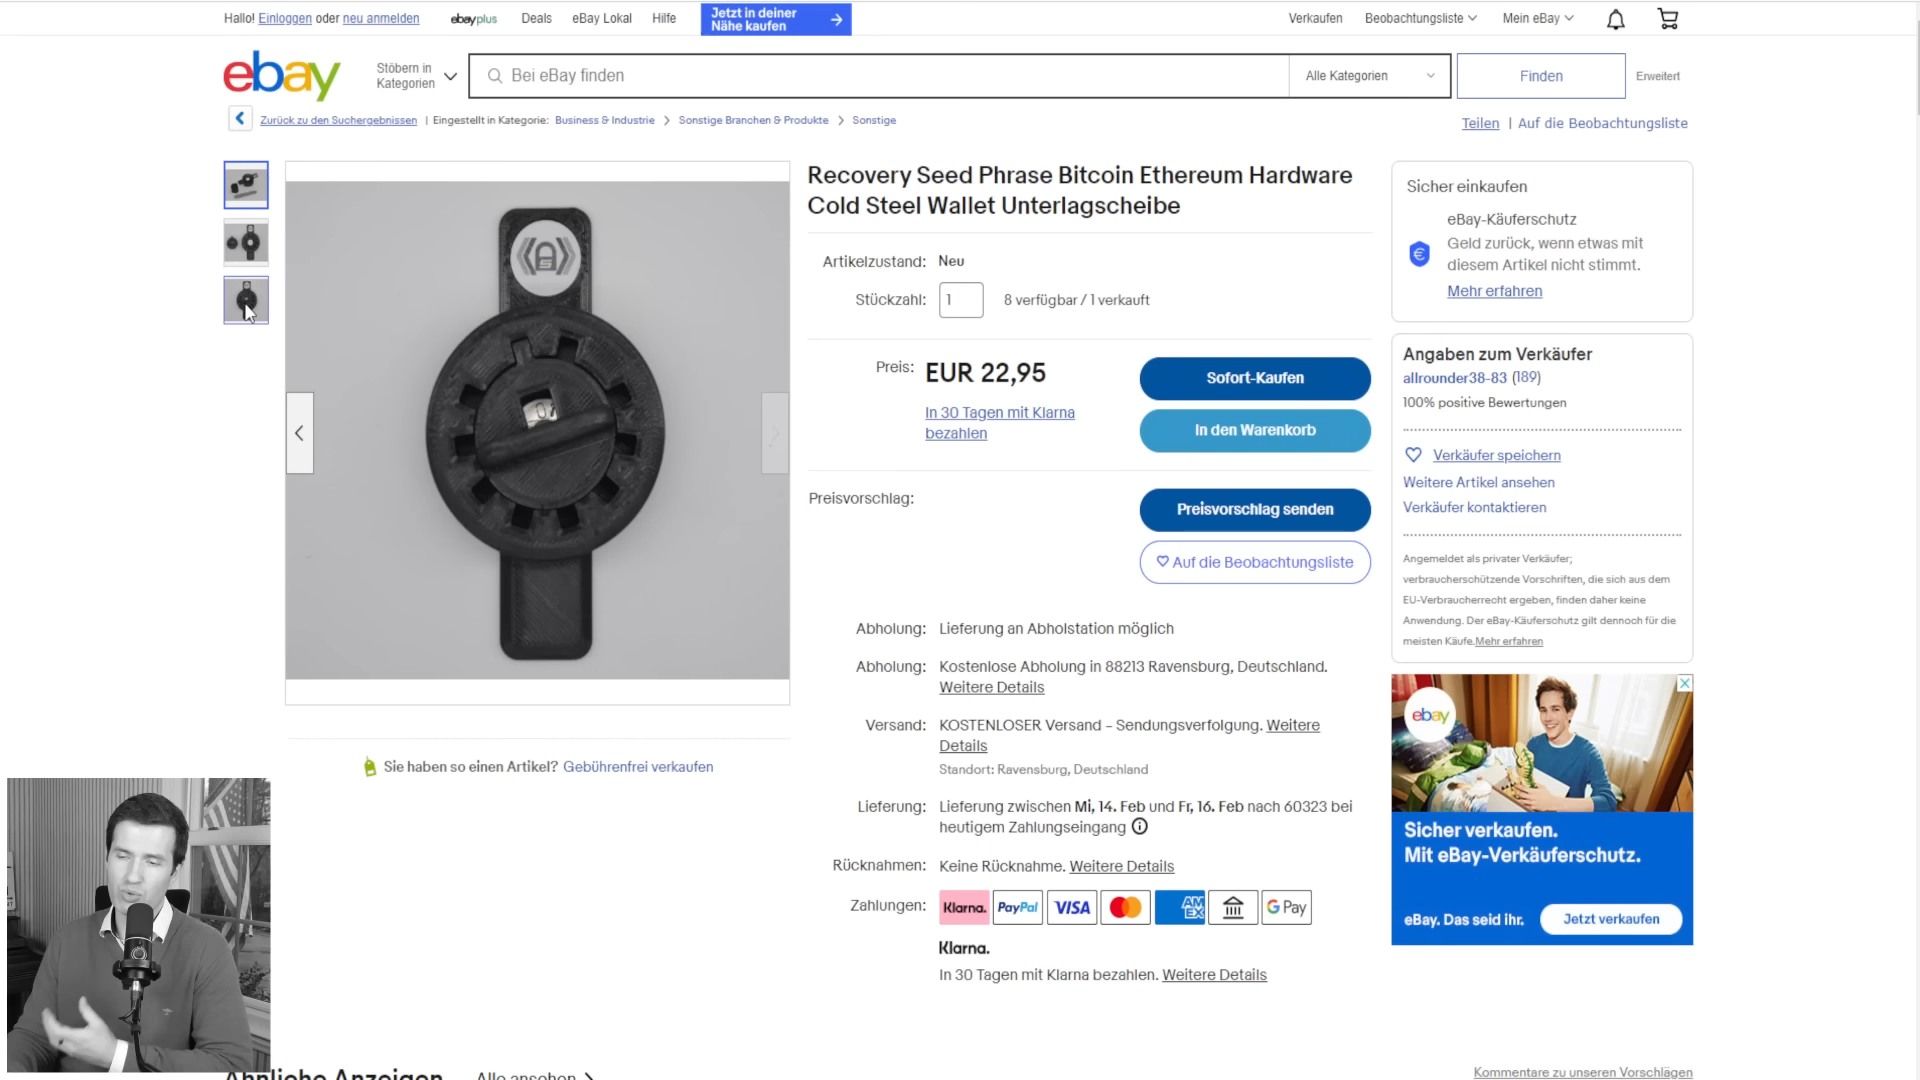 Hallo! Einloggen oder neu anmelden
ebayplus
Deals
eBay Lokal
Hilfe
Jetzt in deiner
Nähe kaufen
Verkaufen
Beobachtungsliste
Mein eBay
ebay
Stöbern in
Kategorien
Bei eBay finden
Alle Kategorien
Finden
Erweitert
Zurück zu den Suchergebnissen | Eingestellt in Kategorie: Business & Industrie > Sonstige Branchen & Produkte > Sonstige
Teilen | Auf die Beobachtungsliste
Recovery Seed Phrase Bitcoin Ethereum Hardware
Cold Steel Wallet Unterlagscheibe
Artikelzustand: Neu
Stückzahl: 1 8 verfügbar / 1 verkauft
Preis: EUR 22,95
In 30 Tagen mit Klarna
bezahlen
Sofort-Kaufen
In den Warenkorb
Preisvorschlag:
Preisvorschlag senden
Auf die Beobachtungsliste
Abholung: Lieferung an Abholstation möglich
Abholung: Kostenlose Abholung in 88213 Ravensburg, Deutschland.
Weitere Details
Versand: KOSTENLOSER Versand – Sendungsverfolgung. Weitere
Details
Standort: Ravensburg, Deutschland
Lieferung: Lieferung zwischen Mi, 14. Feb und Fr, 16. Feb nach 60323 bei
heutigem Zahlungseingang
Rücknahmen: Keine Rücknahme. Weitere Details
Zahlungen: Klarna. PayPal VISA AMEX G Pay
Klarna.
In 30 Tagen mit Klarna bezahlen. Weitere Details
Sie haben so einen Artikel? Gebührenfrei verkaufen
Sicher einkaufen
eBay-Käuferschutz
Geld zurück, wenn etwas mit
diesem Artikel nicht stimmt.
Mehr erfahren
Angaben zum Verkäufer
allrounder38-83 (189)
100% positive Bewertungen
Verkäufer speichern
Weitere Artikel ansehen
Verkäufer kontaktieren
Angemeldet als privater Verkäufer;
verbraucherschützende Vorschriften, die sich aus dem
EU-Verbraucherrecht ergeben, finden daher keine
Anwendung. Der eBay-Käuferschutz gilt dennoch für die
meisten Käufe.Mehr erfahren
ebay
Sicher verkaufen.
Mit eBay-Verkäuferschutz.
eBay. Das seid ihr.
Jetzt verkaufen
Ähnliche Anzeigen
Alle ansehen >
Kommentare zu unseren Vorschlägen